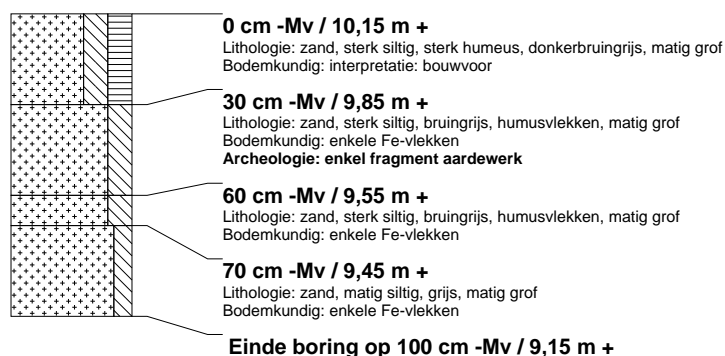 0 cm -Mv / 10,15 m +
Lithologie: zand, sterk siltig, sterk humeus, donkerbruingrijs, matig grof
Bodemkundig: interpretatie: bouwvoor
30 cm -Mv / 9,85 m +
Lithologie: zand, sterk siltig, bruingrijs, humusvlekken, matig grof
Bodemkundig: enkele Fe-vlekken
Archeologie: enkel fragment aardewerk
60 cm -Mv / 9,55 m +
Lithologie: zand, sterk siltig, bruingrijs, humusvlekken, matig grof
Bodemkundig: enkele Fe-vlekken
70 cm -Mv / 9,45 m +
Lithologie: zand, matig siltig, grijs, matig grof
Bodemkundig: enkele Fe-vlekken
Einde boring op 100 cm -Mv / 9,15 m +